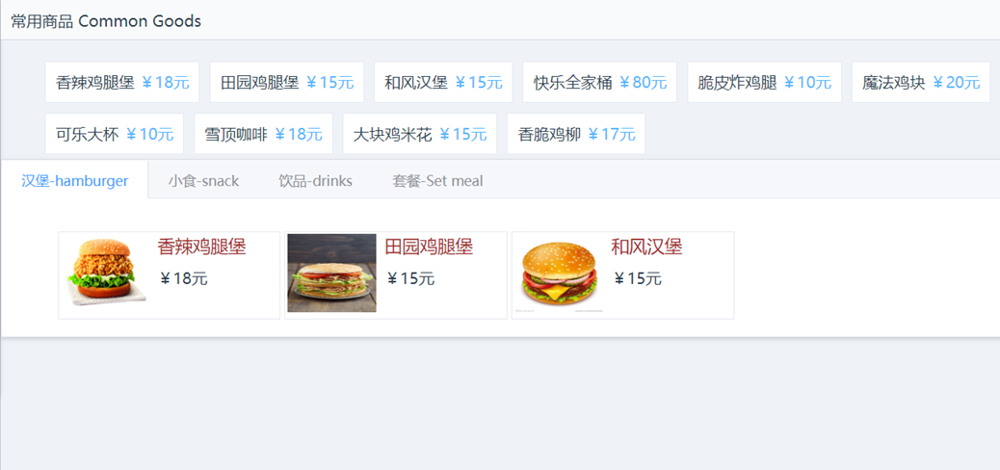 常用商品 Common Goods
香辣鸡腿堡 ￥18元 田园鸡腿堡 ￥15元 和风汉堡 ￥15元 快乐全家桶 ￥80元 脆皮炸鸡腿 ￥10元 魔法鸡块 ￥20元
可乐大杯 ￥10元 雪顶咖啡 ￥18元 大块鸡米花 ￥15元 香脆鸡柳 ￥17元
汉堡-hamburger 小食-snack 饮品-drinks 套餐-Set meal
香辣鸡腿堡 田园鸡腿堡 和风汉堡
￥18元 ￥15元 ￥15元